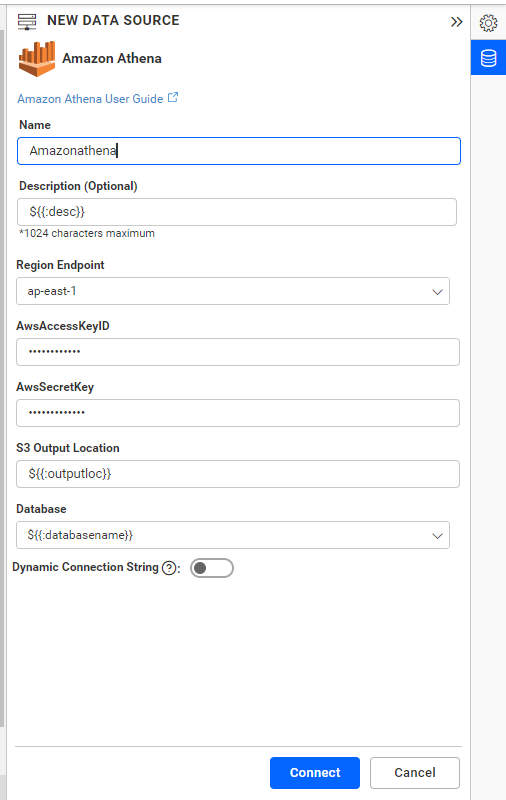 NEW DATA SOURCE
Amazon Athena
Amazon Athena User Guide
Name
Amazonathena
Description (Optional)
${{:desc}}
*1024 characters maximum
Region Endpoint
ap-east-1
AwsAccessKeyID
••••••••••••
AwsSecretKey
•••••••••••••
S3 Output Location
${{:outputloc}}
Database
${{:databasename}}
Dynamic Connection String ? :
Connect
Cancel